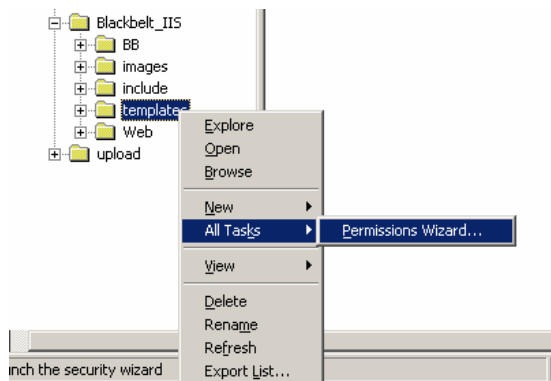 Blackbelt_IIS
BB
images
include
templates
Web
upload
Explore
Open
Browse
New
All Tasks
Permissions Wizard...
View
Delete
Rename
Refresh
Export List...
the security wizard